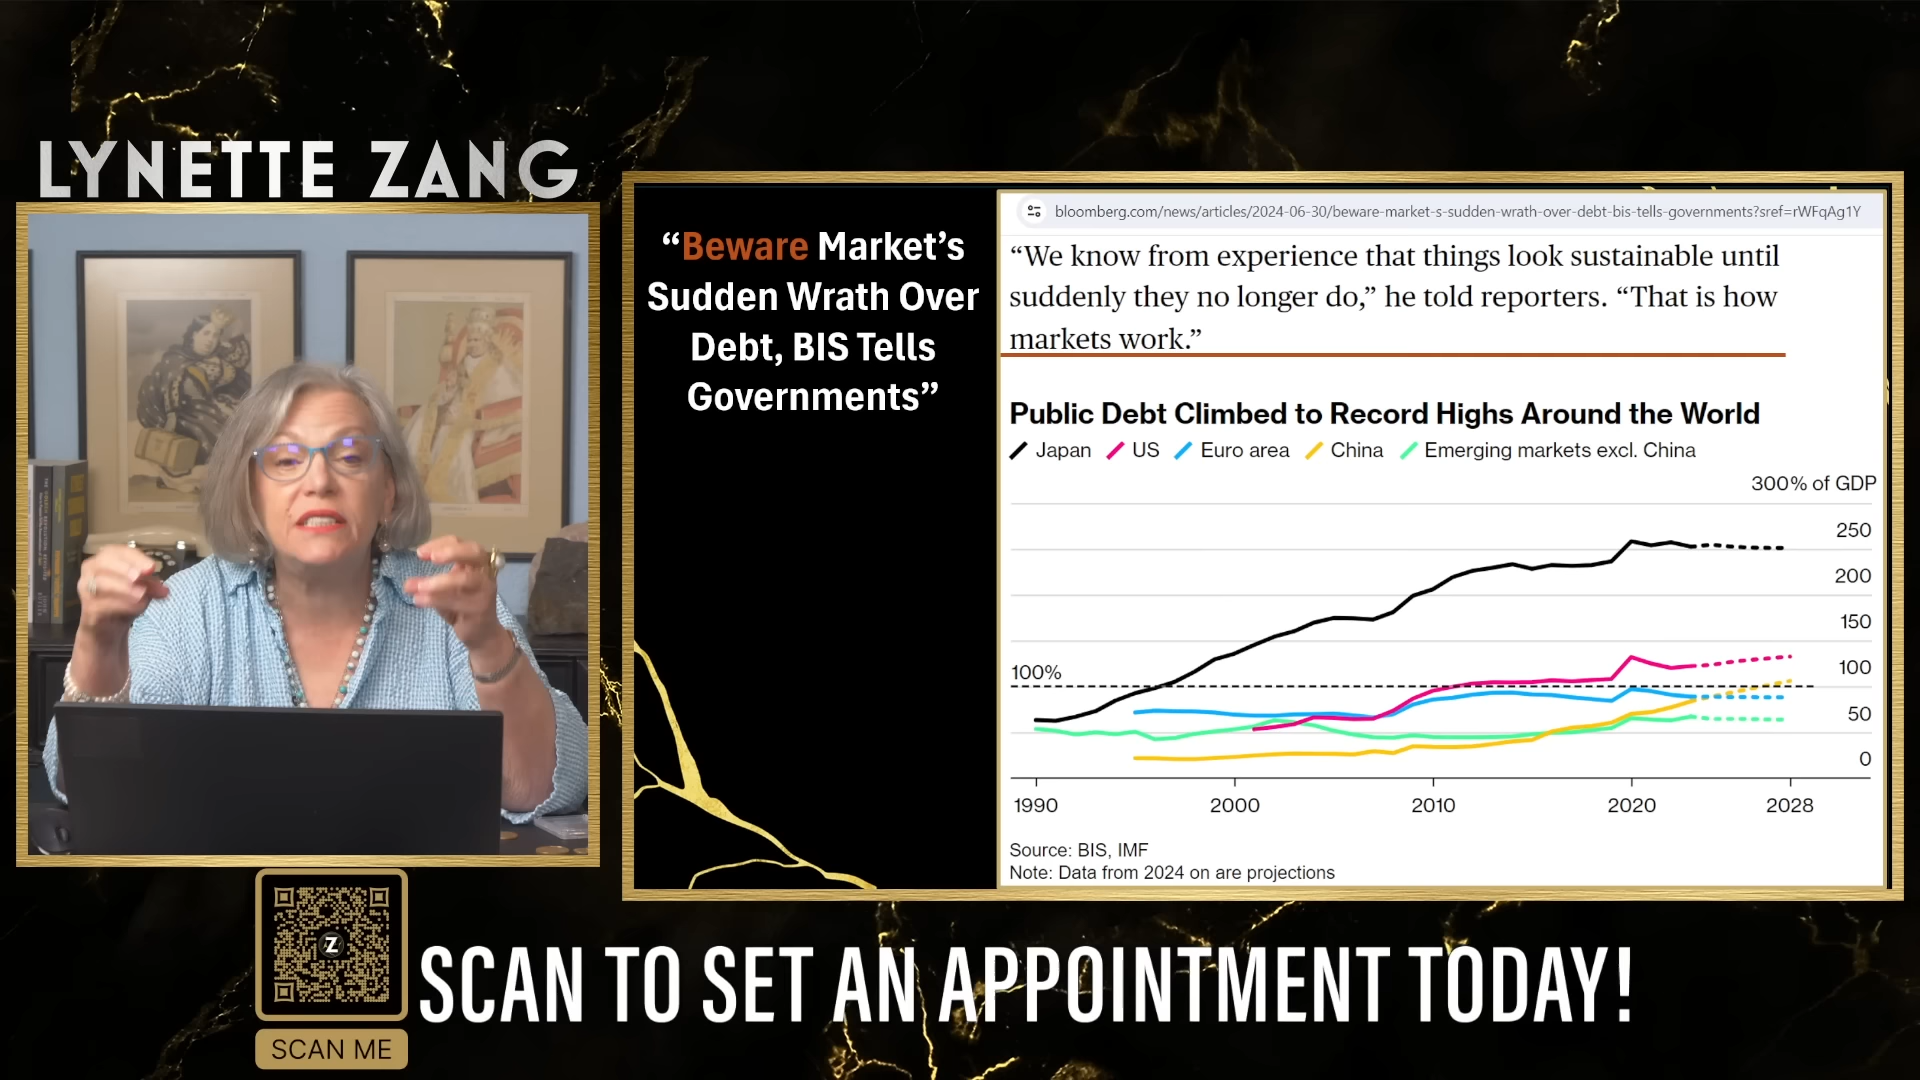 LYNETTE ZANG
“Beware Market’s
Sudden Wrath Over
Debt, BIS Tells
Governments”
bloomberg.com/news/articles/2024-06-30/beware-market-s-sudden-wrath-over-debt-bis-tells-governments?sref=rWFqAg1Y
“We know from experience that things look sustainable until
suddenly they no longer do,” he told reporters. “That is how
markets work.”
Public Debt Climbed to Record Highs Around the World
Japan US Euro area China Emerging markets excl. China
300% of GDP
250
200
150
100%
100
50
0
1990 2000 2010 2020 2028
Source: BIS, IMF
Note: Data from 2024 on are projections
Z
SCAN ME
SCAN TO SET AN APPOINTMENT TODAY!